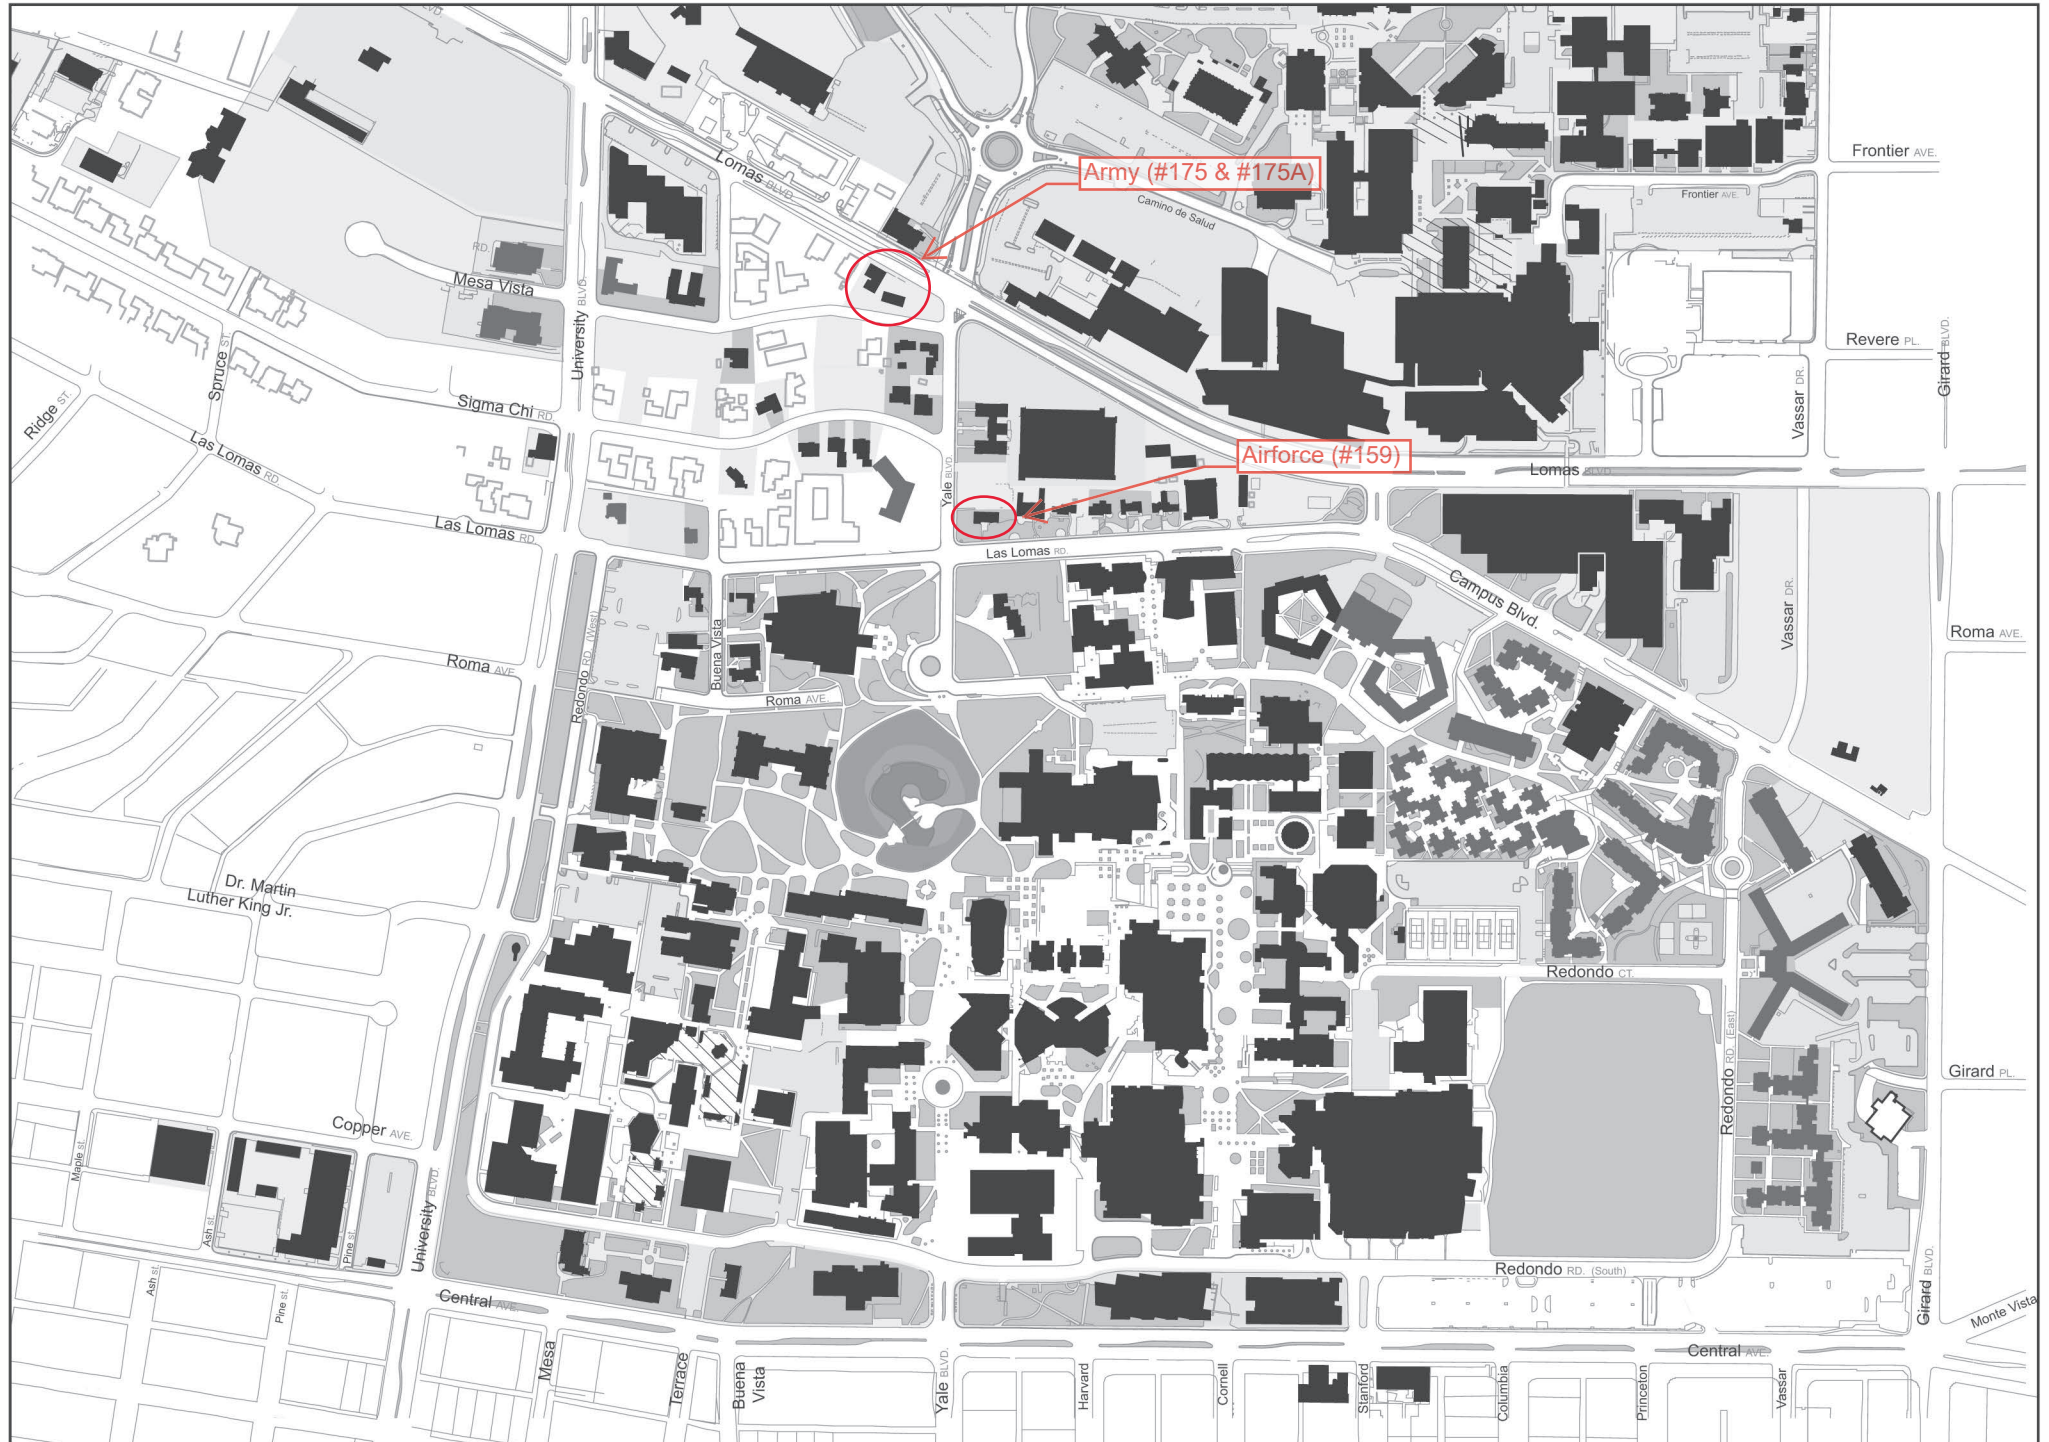 BLVD.
Lomas BLVD.
Army (#175 & #175A)
Camino de Salud
Frontier AVE.
Frontier AVE.
RD.
Mesa Vista
University BLVD.
Spruce ST.
Ridge ST.
Sigma Chi RD
Las Lomas RD
Las Lomas RD
Revere PL.
Girard BLVD.
Vassar DR.
Yale BLVD.
Airforce (#159)
Lomas BLVD.
Las Lomas RD.
Campus Blvd.
Vassar DR.
Roma AVE.
Roma AVE
Redondo RD. (West)
Buena Vista
Roma AVE.
Dr. Martin
Luther King Jr.
Redondo CT.
Redondo RD. (East)
Girard PL.
Copper AVE.
Maple st.
Ash st.
Pine st.
University BLVD.
Ash st.
Pine st.
Central AVE.
Redondo RD. (South)
Girard BLVD.
Monte Vista
Central AVE.
Mesa
Terrace
Buena
Vista
Yale BLVD.
Harvard
Cornell
Stanford
Columbia
Princeton
Vassar